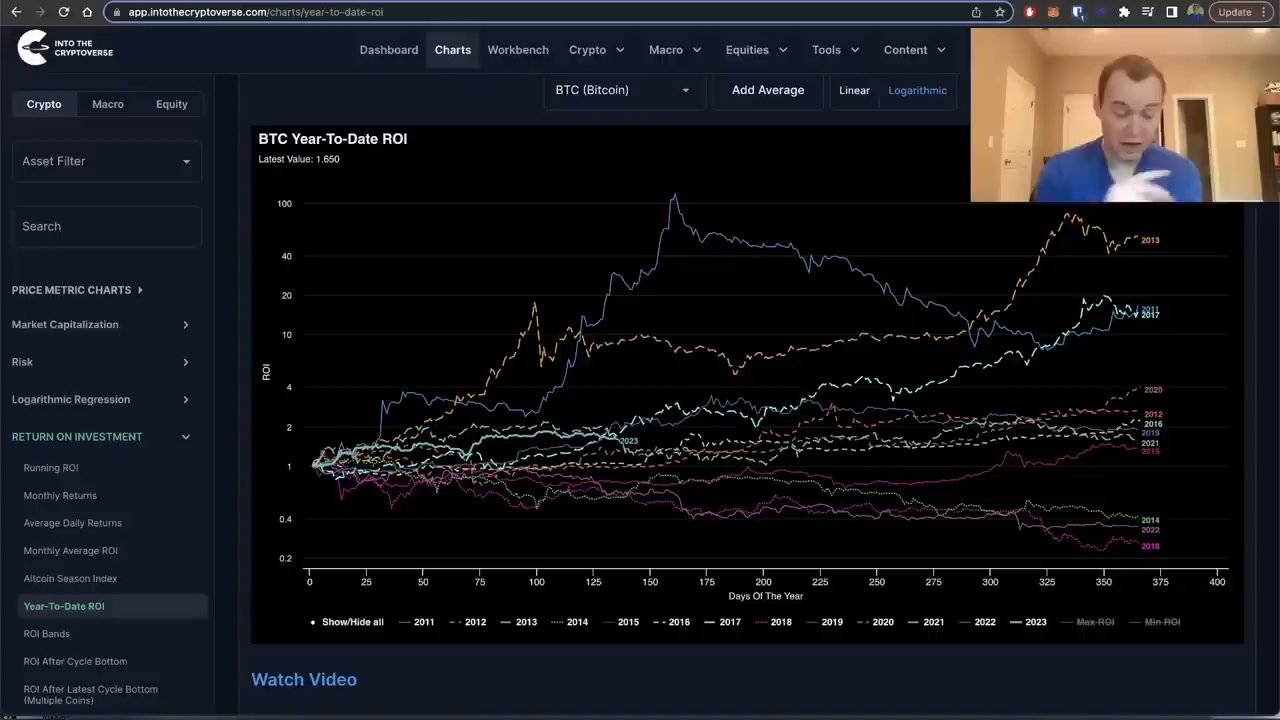 app.intothecryptoverse.com/charts/year-to-date-roi
Update
INTO THE
CRYPTOVERSE
Dashboard Charts Workbench Crypto Macro Equities Tools Content
Crypto Macro Equity
BTC (Bitcoin) Add Average Linear Logarithmic
Asset Filter
Search
PRICE METRIC CHARTS
Market Capitalization
Risk
Logarithmic Regression
RETURN ON INVESTMENT
Running ROI
Monthly Returns
Average Daily Returns
Monthly Average ROI
Altcoin Season Index
Year-To-Date ROI
ROI Bands
ROI After Cycle Bottom
ROI After Latest Cycle Bottom
(Multiple Coins)
BTC Year-To-Date ROI
Latest Value: 1.650
ROI
100
40
20
10
4
2
1
0.4
0.2
2013
2011
2017
2020
2012
2016
2019
2021
2015
2023
2014
2022
2018
0 25 50 75 100 125 150 175 200 225 250 275 300 325 350 375 400
Days Of The Year
Show/Hide all 2011 2012 2013 2014 2015 2016 2017 2018 2019 2020 2021 2022 2023 Max ROI Min ROI
Watch Video